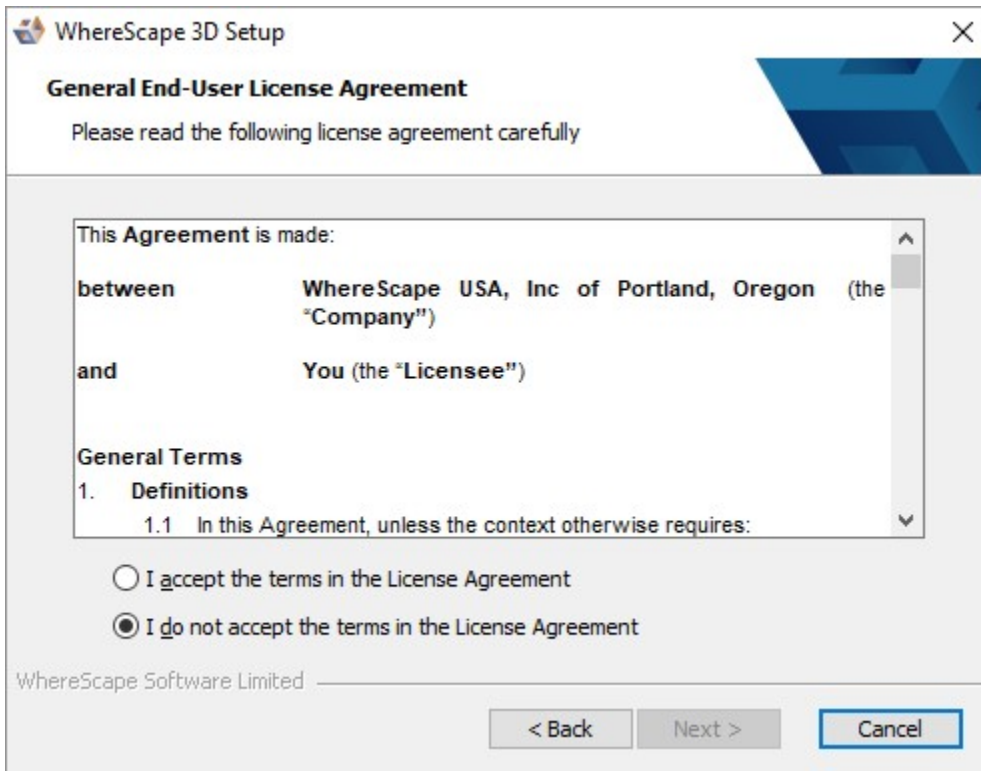 WhereScape 3D Setup
General End-User License Agreement
Please read the following license agreement carefully
This Agreement is made:
between WhereScape USA, Inc of Portland, Oregon (the
“Company”)
and You (the “Licensee”)
General Terms
1. Definitions
1.1 In this Agreement, unless the context otherwise requires:
I accept the terms in the License Agreement
I do not accept the terms in the License Agreement
WhereScape Software Limited
< Back Next > Cancel